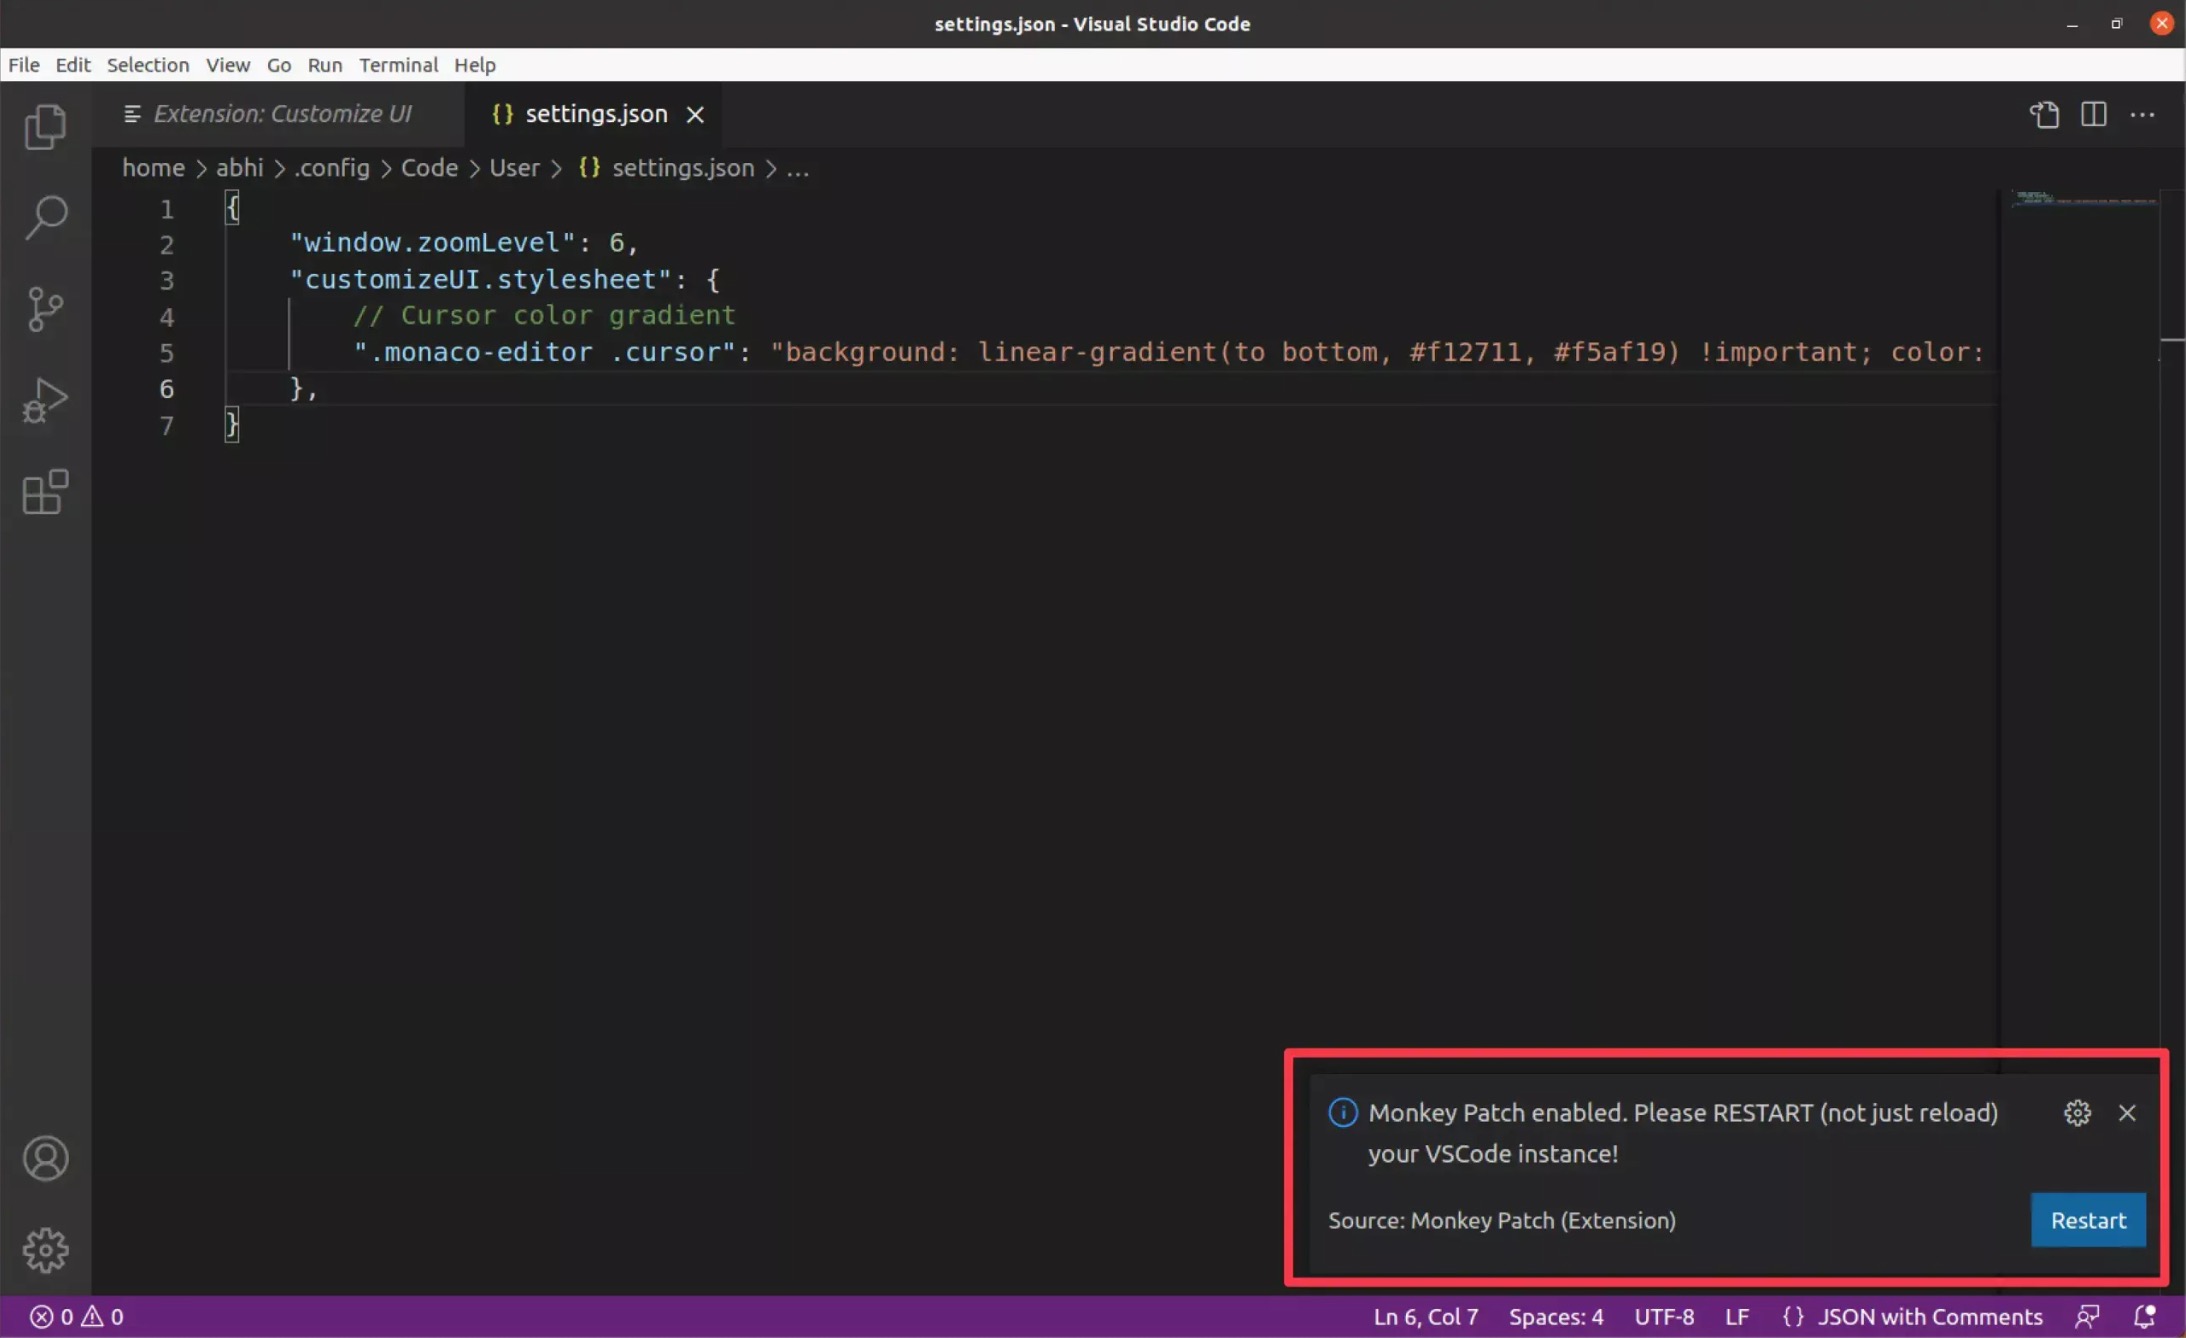 settings.json - Visual Studio Code
File Edit Selection View Go Run Terminal Help
Extension: Customize UI
{} settings.json
home > abhi > .config > Code > User > {} settings.json > ...
1 {
2 "window.zoomLevel": 6,
3 "customizeUI.stylesheet": {
4 // Cursor color gradient
5 ".monaco-editor .cursor": "background: linear-gradient(to bottom, #f12711, #f5af19) !important; color:
6 },
7 }
Monkey Patch enabled. Please RESTART (not just reload)
your VSCode instance!
Source: Monkey Patch (Extension)
Restart
0 0
Ln 6, Col 7 Spaces: 4 UTF-8 LF {} JSON with Comments